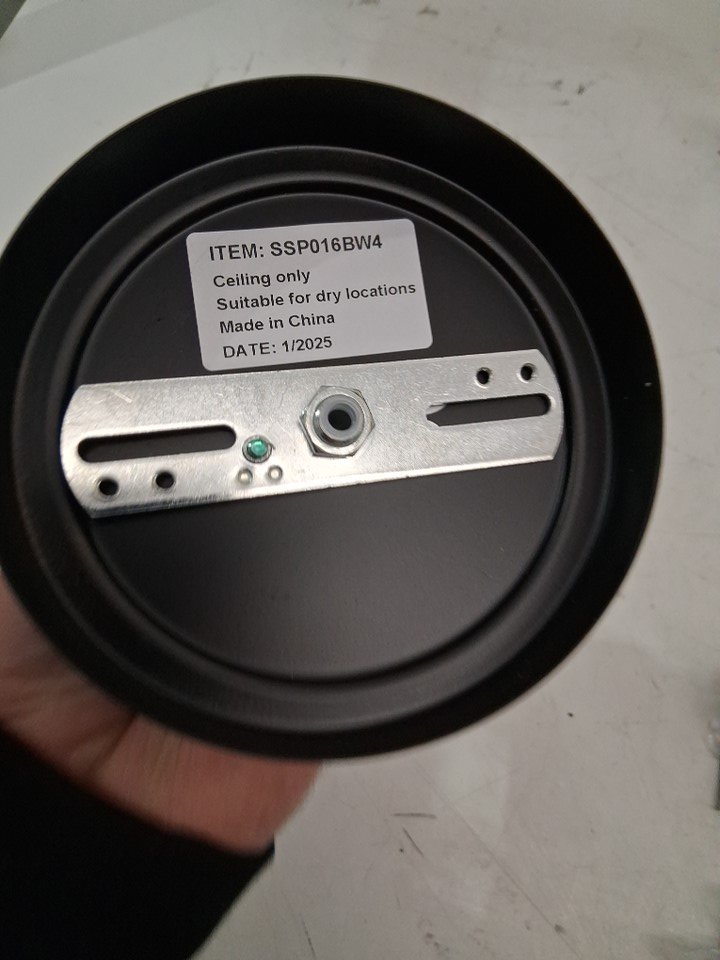 ITEM: SSP016BW4
Ceiling only
Suitable for dry locations
Made in China
DATE: 1/2025